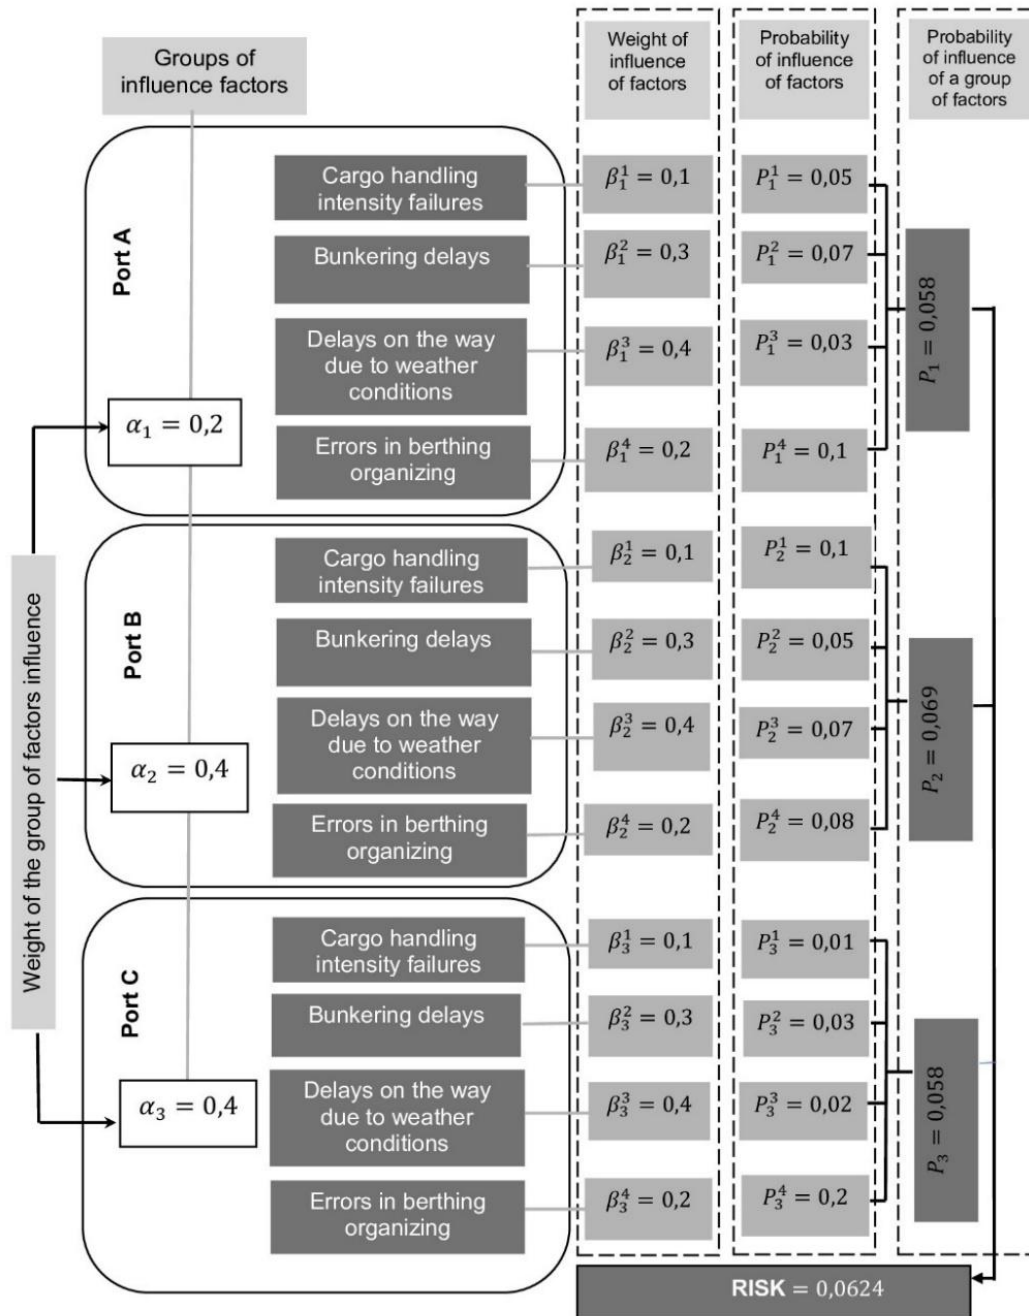 Groups of
influence factors
Weight of
influence
of factors
Probability
of influence
of factors
Probability
of influence
of a group
of factors
Weight of the group of factors influence
Port A
α₁ = 0,2
Cargo handling
intensity failures
β₁¹ = 0,1
P₁¹ = 0,05
Bunkering delays
β₁² = 0,3
P₁² = 0,07
Delays on the way
due to weather
conditions
β₁³ = 0,4
P₁³ = 0,03
Errors in berthing
organizing
β₁⁴ = 0,2
P₁⁴ = 0,1
P₁ = 0,058
Port B
α₂ = 0,4
Cargo handling
intensity failures
β₂¹ = 0,1
P₂¹ = 0,1
Bunkering delays
β₂² = 0,3
P₂² = 0,05
Delays on the way
due to weather
conditions
β₂³ = 0,4
P₂³ = 0,07
Errors in berthing
organizing
β₂⁴ = 0,2
P₂⁴ = 0,08
P₂ = 0,069
Port C
α₃ = 0,4
Cargo handling
intensity failures
β₃¹ = 0,1
P₃¹ = 0,01
Bunkering delays
β₃² = 0,3
P₃² = 0,03
Delays on the way
due to weather
conditions
β₃³ = 0,4
P₃³ = 0,02
Errors in berthing
organizing
β₃⁴ = 0,2
P₃⁴ = 0,2
P₃ = 0,058
RISK = 0,0624